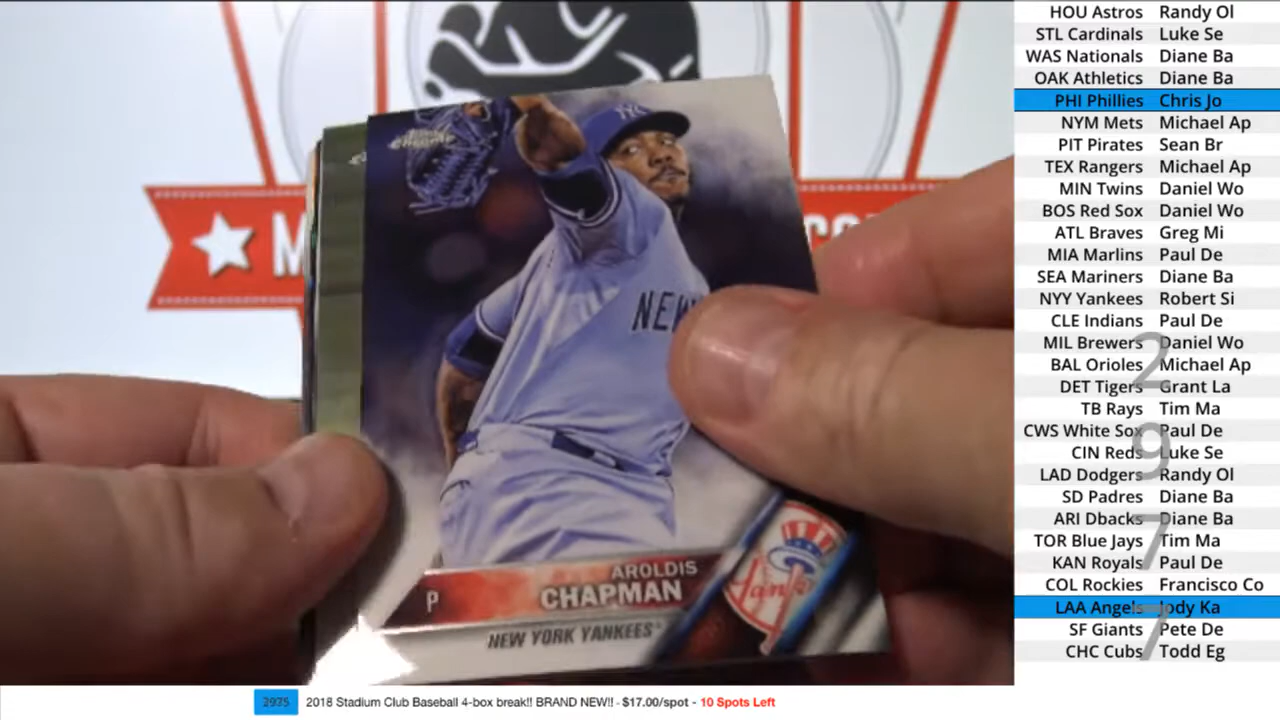 HOU Astros Randy Ol
STL Cardinals Luke Se
WAS Nationals Diane Ba
OAK Athletics Diane Ba
PHI Phillies Chris Jo
NYM Mets Michael Ap
PIT Pirates Sean Br
TEX Rangers Michael Ap
MIN Twins Daniel Wo
BOS Red Sox Daniel Wo
ATL Braves Greg Mi
MIA Marlins Paul De
SEA Mariners Diane Ba
NYY Yankees Robert Si
CLE Indians Paul De
MIL Brewers Daniel Wo
BAL Orioles Michael Ap
DET Tigers Grant La
TB Rays Tim Ma
CWS White Sox Paul De
CIN Reds Luke Se
LAD Dodgers Randy Ol
SD Padres Diane Ba
ARI Dbacks Diane Ba
TOR Blue Jays Tim Ma
KAN Royals Paul De
COL Rockies Francisco Co
LAA Angels Jody Ka
SF Giants Pete De
CHC Cubs Todd Eg
2
9
7
7
NY
NEW
AROLDIS
P CHAPMAN
NEW YORK YANKEES
2975 2018 Stadium Club Baseball 4-box break!! BRAND NEW!! - $17.00/spot - 10 Spots Left